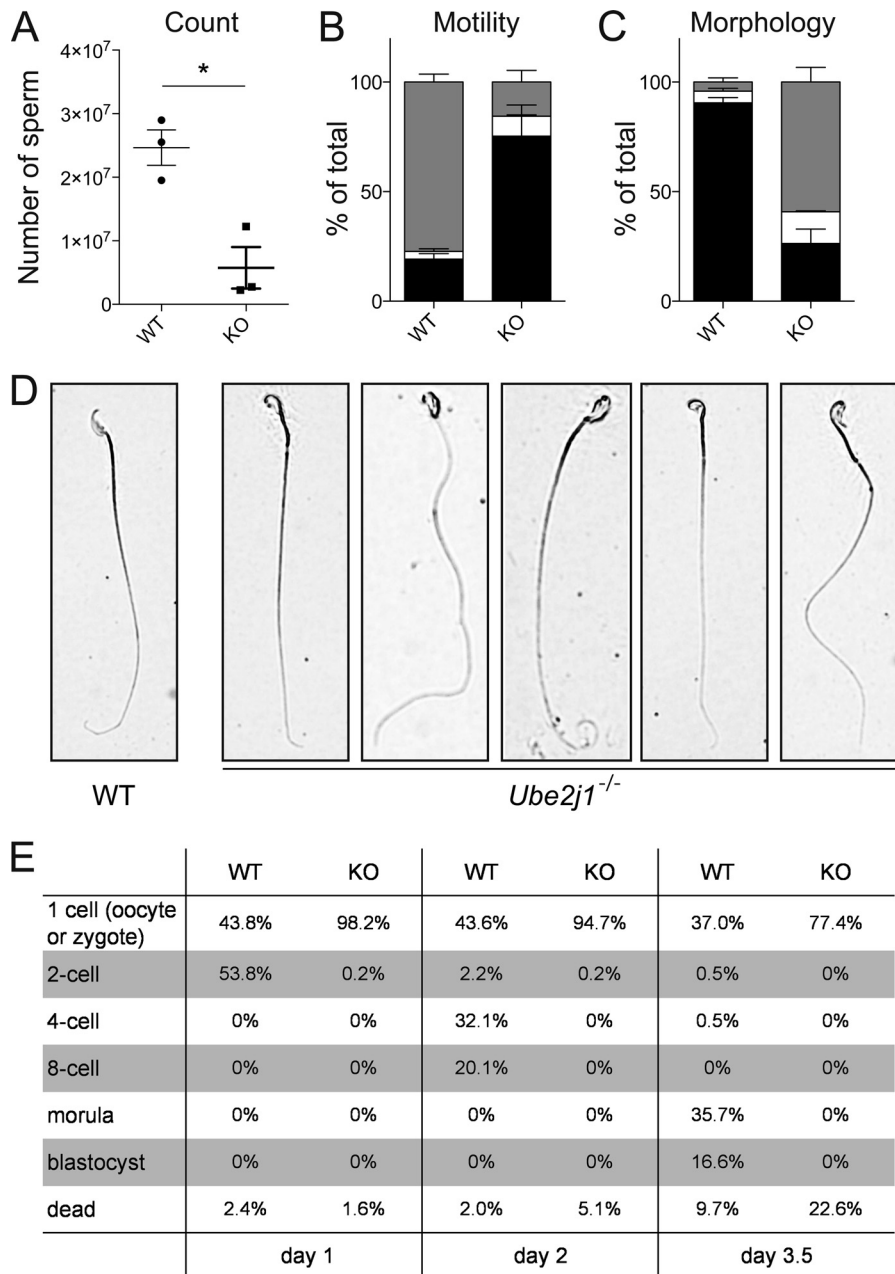 A Count
Number of sperm
4×10⁷
3×10⁷
2×10⁷
1×10⁷
0
*
WT KO
B Motility
% of total
100
50
0
WT KO
C Morphology
% of total
100
50
0
WT KO
D
WT
Ube2j1⁻/⁻
E
WT KO WT KO WT KO
1 cell (oocyte
or zygote) 43.8% 98.2% 43.6% 94.7% 37.0% 77.4%
2-cell 53.8% 0.2% 2.2% 0.2% 0.5% 0%
4-cell 0% 0% 32.1% 0% 0.5% 0%
8-cell 0% 0% 20.1% 0% 0% 0%
morula 0% 0% 0% 0% 35.7% 0%
blastocyst 0% 0% 0% 0% 16.6% 0%
dead 2.4% 1.6% 2.0% 5.1% 9.7% 22.6%
day 1 day 2 day 3.5